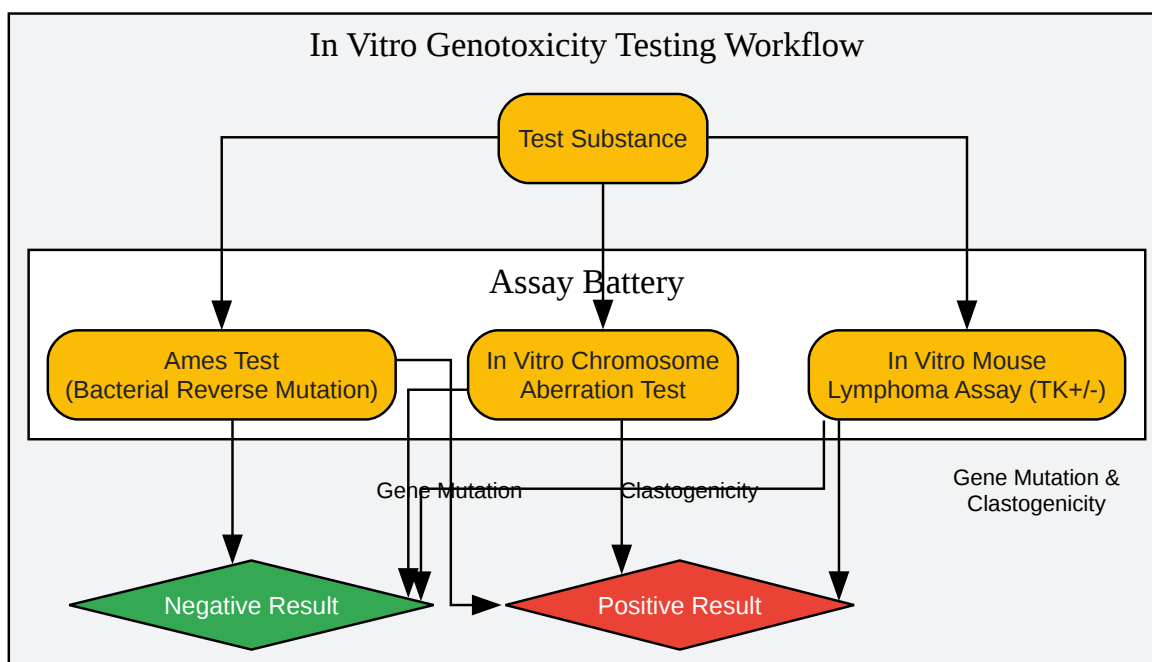 In Vitro Genotoxicity Testing Workflow
Test Substance
Assay Battery
Ames Test
(Bacterial Reverse Mutation)
In Vitro Chromosome
Aberration Test
In Vitro Mouse
Lymphoma Assay (TK+/-)
Gene Mutation
Clastogenicity
Gene Mutation &
Clastogenicity
Negative Result
Positive Result